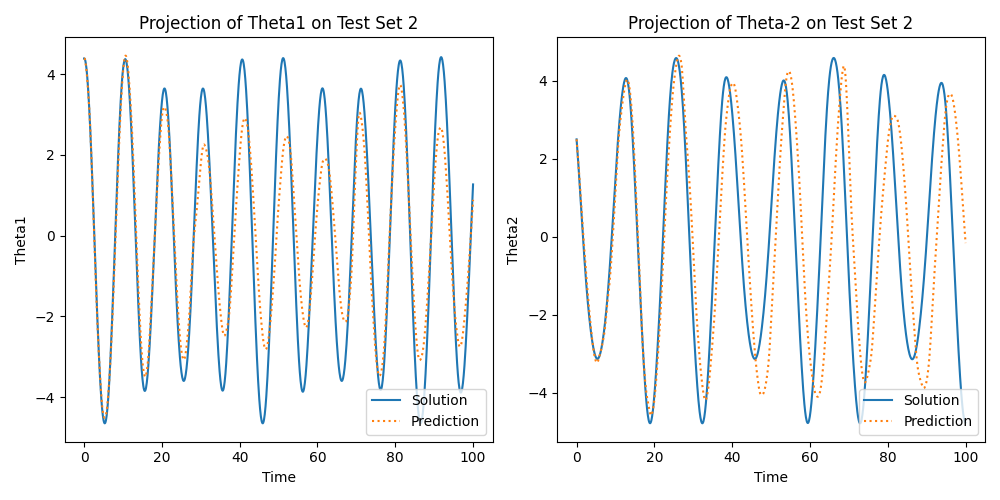 Projection of Theta1 on Test Set 2
Theta1
4
2
0
−2
−4
0 20 40 60 80 100
Time
Solution
Prediction
Projection of Theta-2 on Test Set 2
Theta2
4
2
0
−2
−4
0 20 40 60 80 100
Time
Solution
Prediction